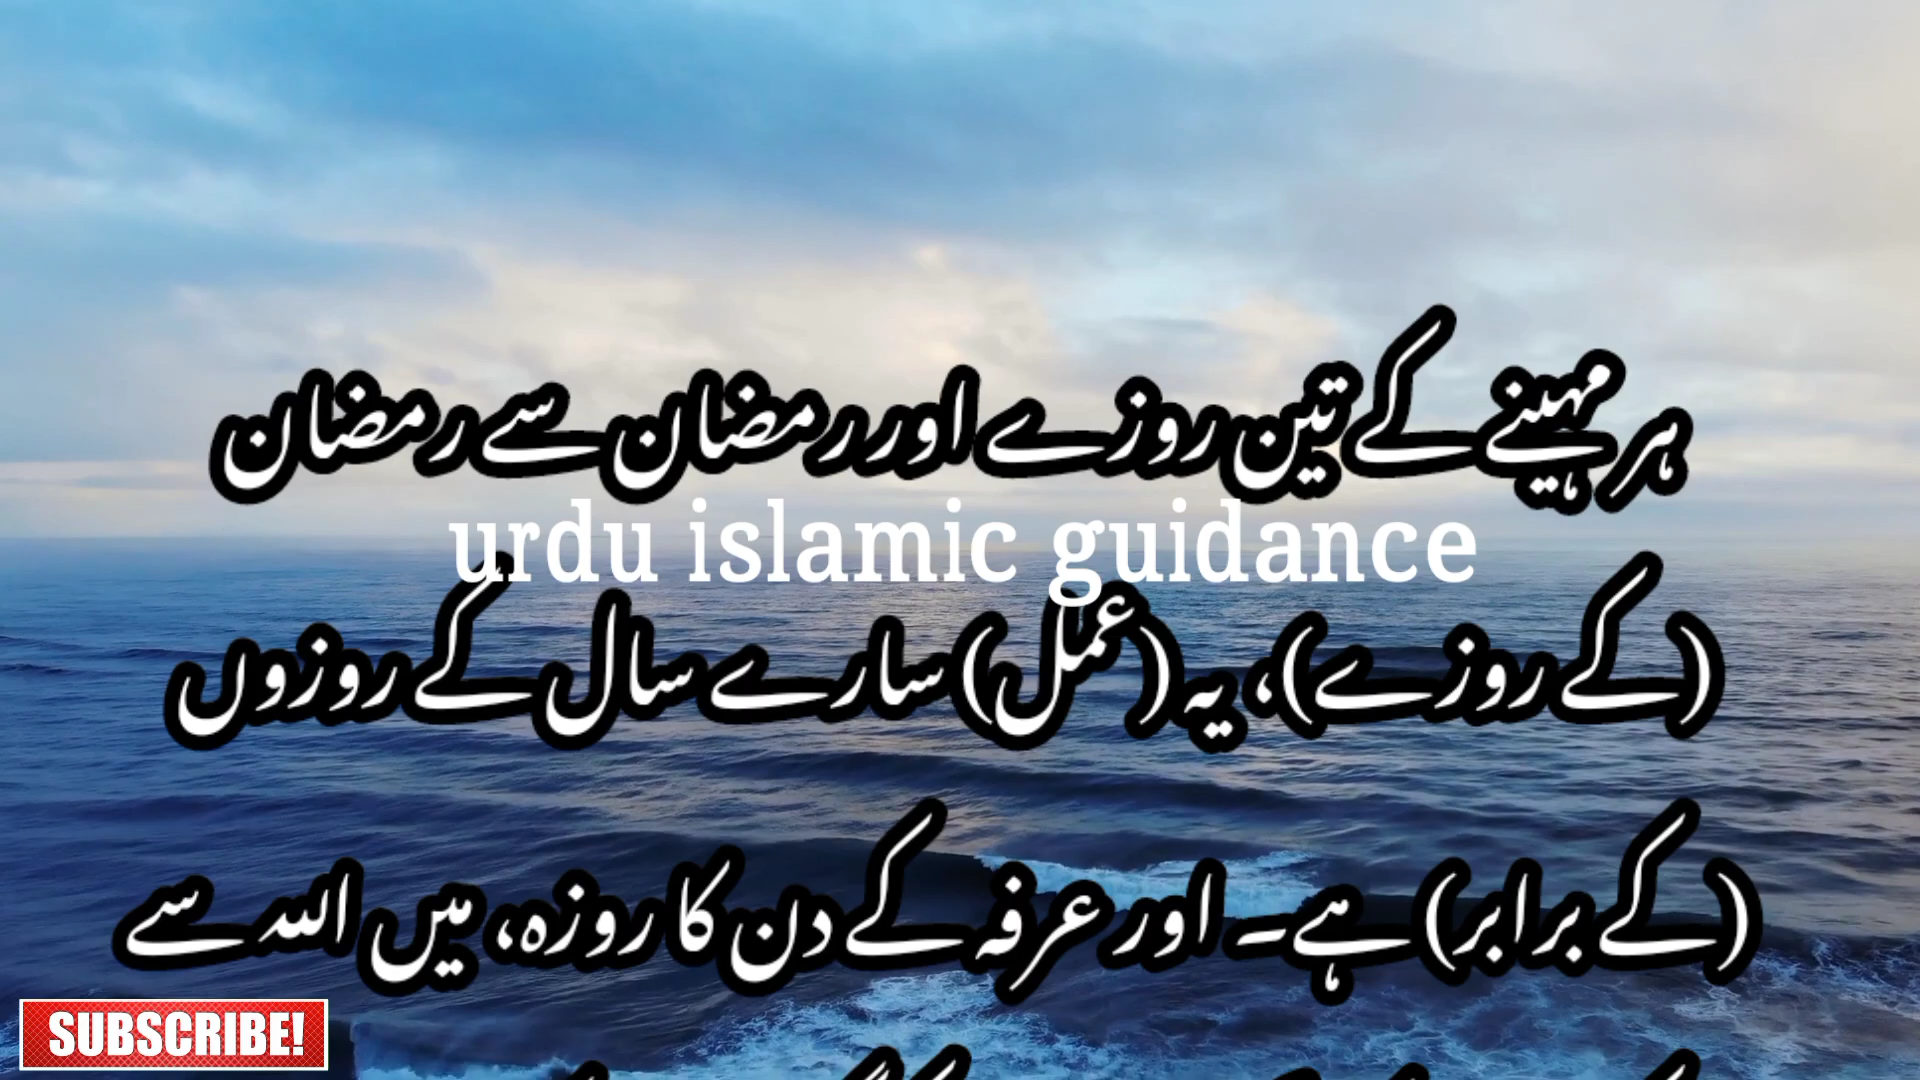 ہر مہینے کے تین روزے اور رمضان سے رمضان
urdu islamic guidance
(کے روزے)، یہ (عمل) سارے سال کے روزوں
(کے برابر) ہے۔ اور عرفہ کے دن کا روزہ، میں اللہ سے
SUBSCRIBE!